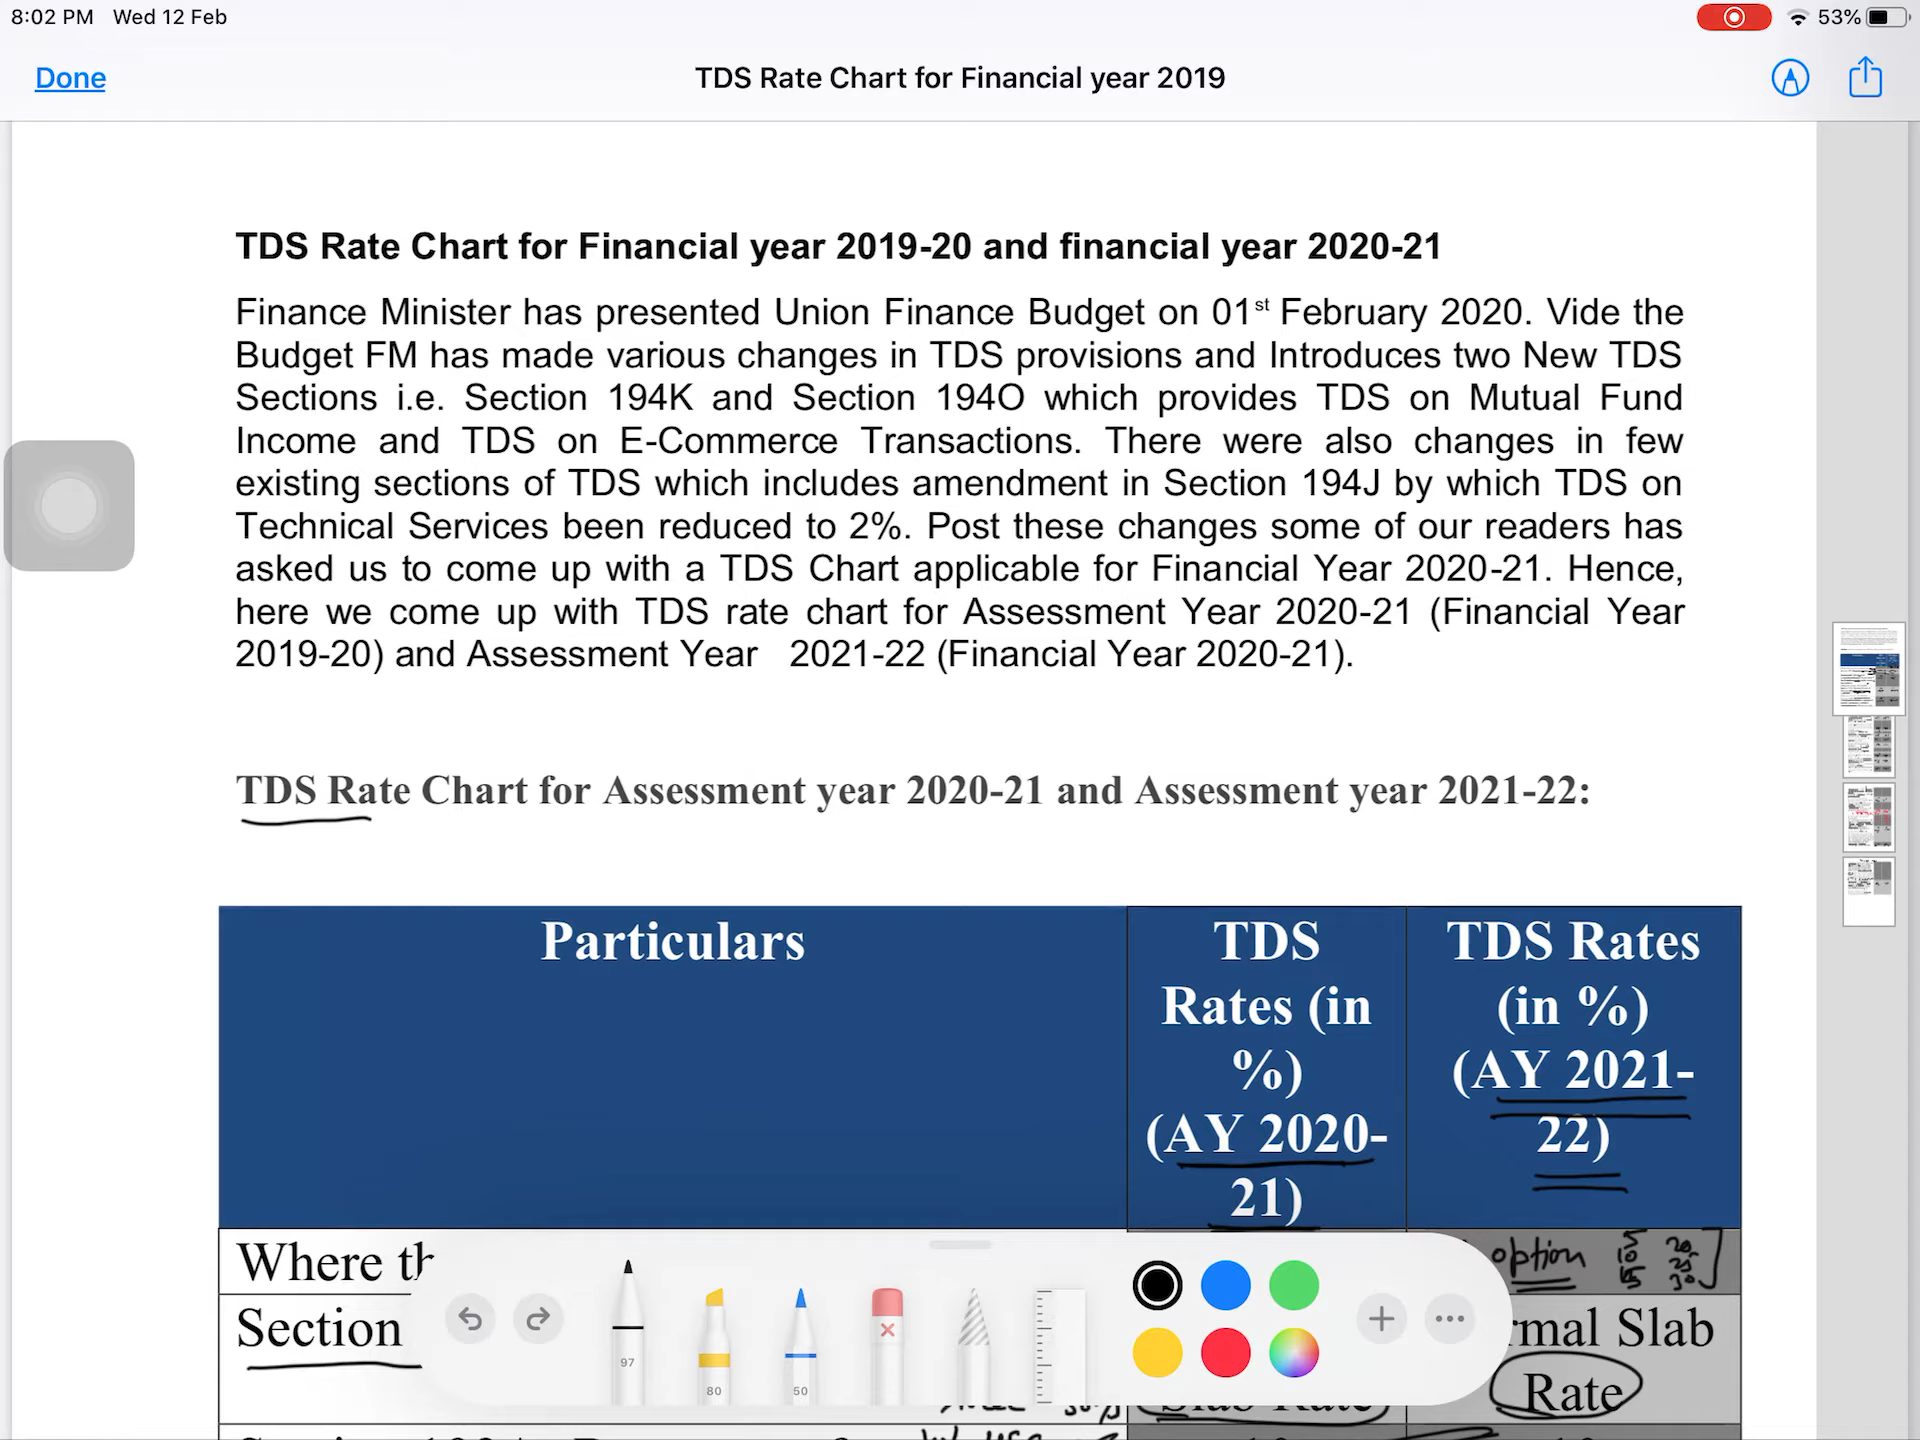 8:02 PM Wed 12 Feb
53%
Done
TDS Rate Chart for Financial year 2019
TDS Rate Chart for Financial year 2019-20 and financial year 2020-21
Finance Minister has presented Union Finance Budget on 01st February 2020. Vide the
Budget FM has made various changes in TDS provisions and Introduces two New TDS
Sections i.e. Section 194K and Section 194O which provides TDS on Mutual Fund
Income and TDS on E-Commerce Transactions. There were also changes in few
existing sections of TDS which includes amendment in Section 194J by which TDS on
Technical Services been reduced to 2%. Post these changes some of our readers has
asked us to come up with a TDS Chart applicable for Financial Year 2020-21. Hence,
here we come up with TDS rate chart for Assessment Year 2020-21 (Financial Year
2019-20) and Assessment Year 2021-22 (Financial Year 2020-21).
TDS Rate Chart for Assessment year 2020-21 and Assessment year 2021-22:
Particulars
TDS
Rates (in
%)
(AY 2020-
21)
TDS Rates
(in %)
(AY 2021-
22)
Where
option
Section
Slab
Rate
97
80
50